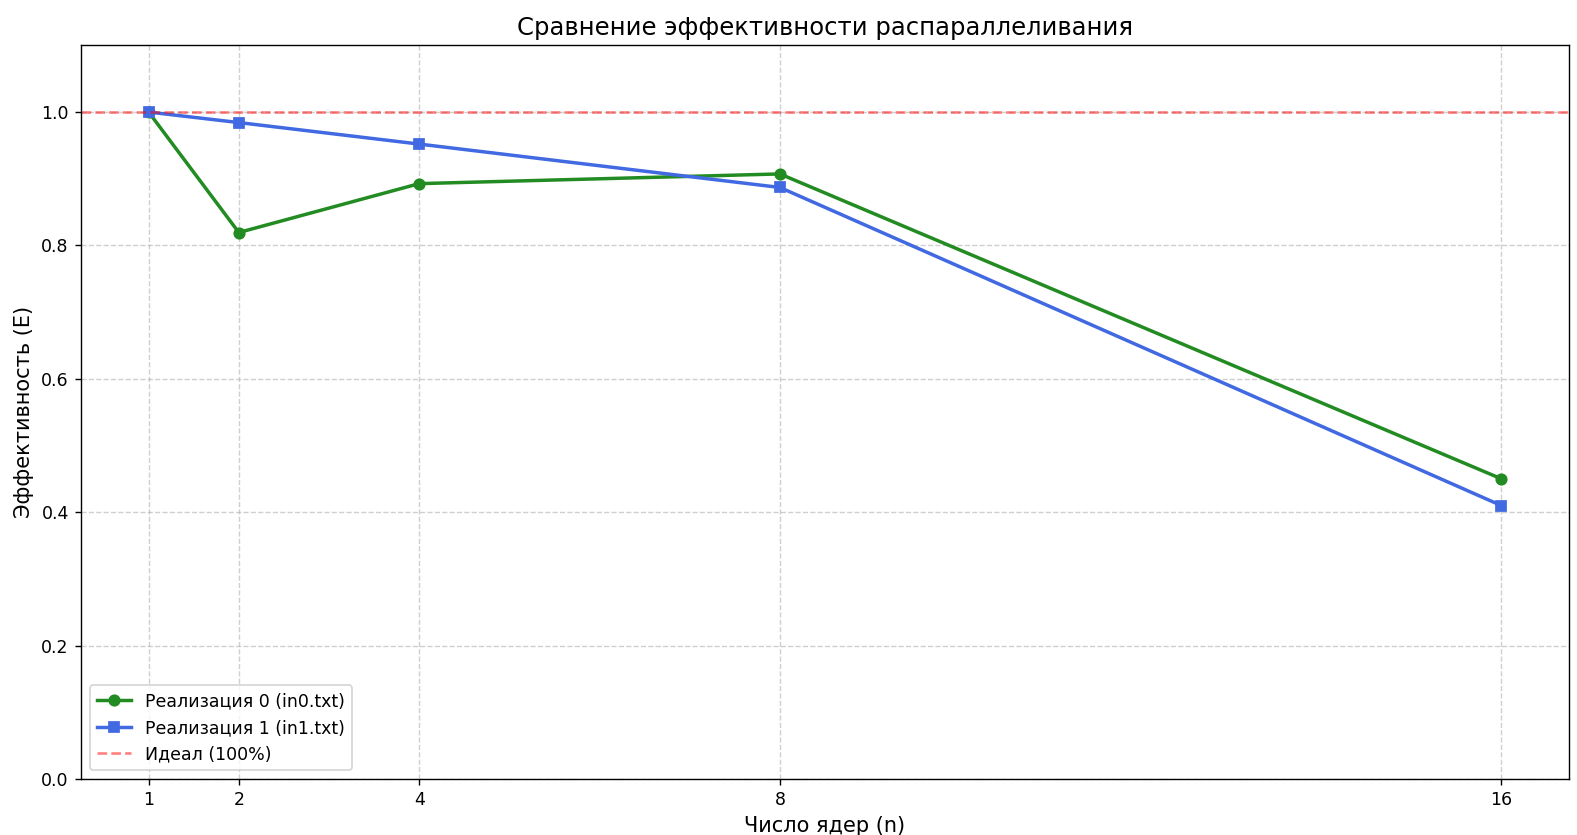 Сравнение эффективности распараллеливания
Эффективность (E)
1.0
0.8
0.6
0.4
0.2
0.0
Реализация 0 (in0.txt)
Реализация 1 (in1.txt)
Идеал (100%)
1 2 4 8 16
Число ядер (n)